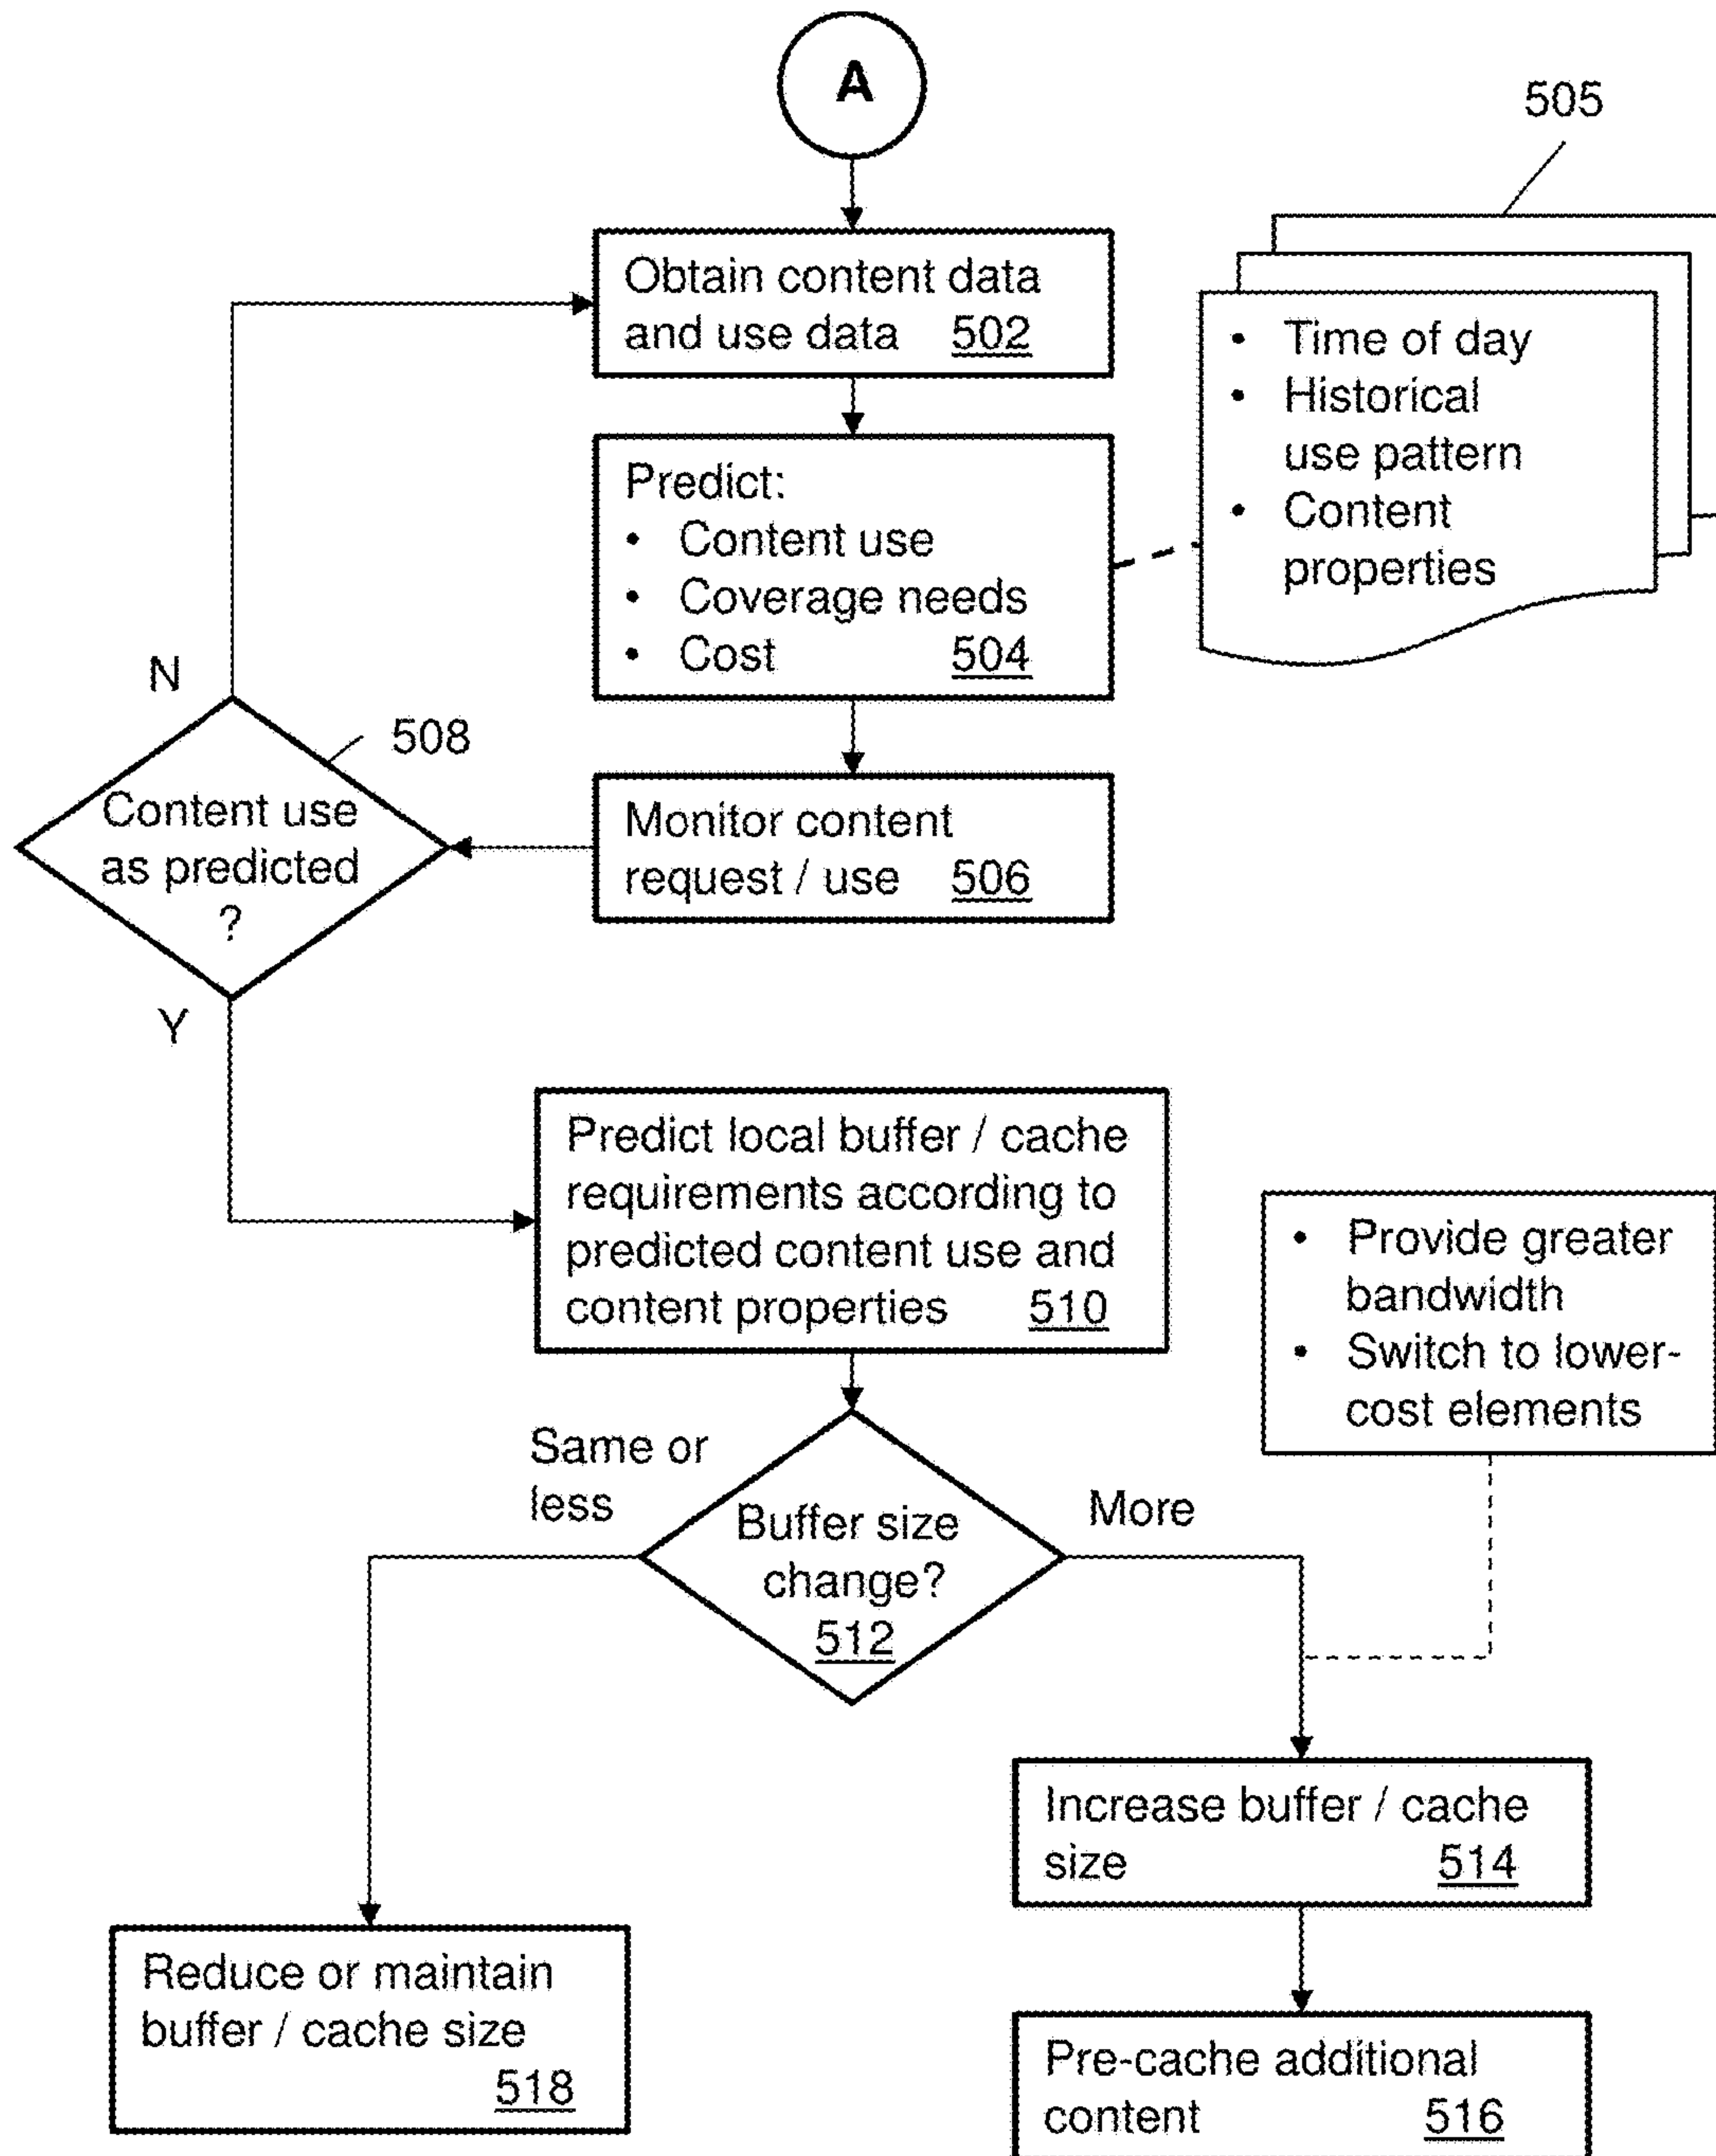 A
505
Obtain content data
and use data 502
• Time of day
• Historical
use pattern
• Content
properties
Predict:
• Content use
• Coverage needs
• Cost 504
N
508
Content use
as predicted
?
Monitor content
request / use 506
Y
Predict local buffer / cache
requirements according to
predicted content use and
content properties 510
• Provide greater
bandwidth
• Switch to lower-
cost elements
Same or
less
Buffer size
change?
512
More
Increase buffer / cache
size 514
Reduce or maintain
buffer / cache size
518
Pre-cache additional
content 516